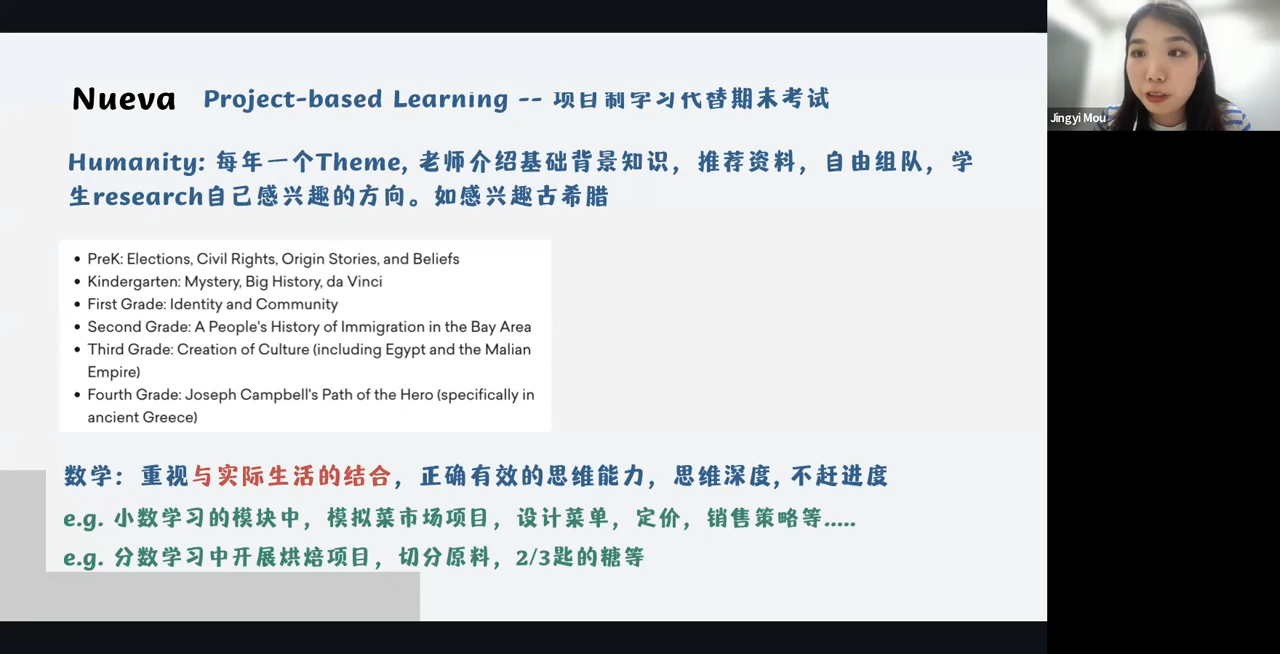 Nueva Project-based Learning -- 项目制学习代替期末考试
Jingyi Mou
Humanity: 每年一个Theme, 老师介绍基础背景知识，推荐资料，自由组队，学
生research自己感兴趣的方向。如感兴趣古希腊
• PreK: Elections, Civil Rights, Origin Stories, and Beliefs
• Kindergarten: Mystery, Big History, da Vinci
• First Grade: Identity and Community
• Second Grade: A People's History of Immigration in the Bay Area
• Third Grade: Creation of Culture (including Egypt and the Malian
Empire)
• Fourth Grade: Joseph Campbell's Path of the Hero (specifically in
ancient Greece)
数学：重视与实际生活的结合，正确有效的思维能力，思维深度, 不赶进度
e.g. 小数学习的模块中，模拟菜市场项目，设计菜单，定价，销售策略等.....
e.g. 分数学习中开展烘焙项目，切分原料，2/3匙的糖等